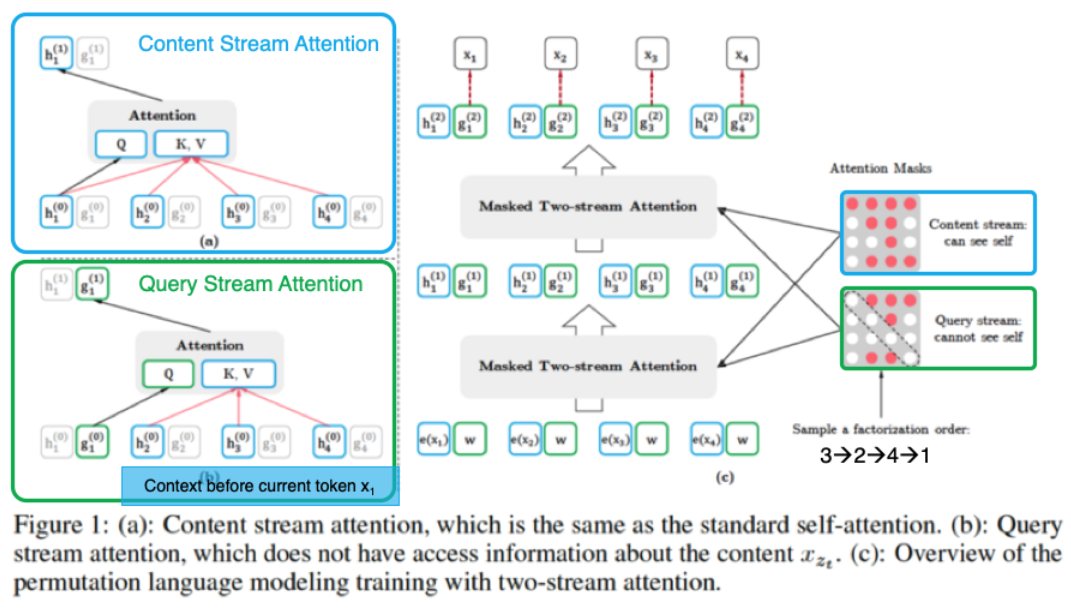 Content Stream Attention
h₁⁽¹⁾ g₁⁽¹⁾
Attention
Q K, V
h₁⁽⁰⁾ g₁⁽⁰⁾ h₂⁽⁰⁾ g₂⁽⁰⁾ h₃⁽⁰⁾ g₃⁽⁰⁾ h₄⁽⁰⁾ g₄⁽⁰⁾
(a)
Query Stream Attention
h₁⁽¹⁾ g₁⁽¹⁾
Attention
Q K, V
h₁⁽⁰⁾ g₁⁽⁰⁾ h₂⁽⁰⁾ g₂⁽⁰⁾ h₃⁽⁰⁾ g₃⁽⁰⁾ h₄⁽⁰⁾ g₄⁽⁰⁾
(b)
Context before current token x₁
x₁ x₂ x₃ x₄
h₁⁽²⁾ g₁⁽²⁾ h₂⁽²⁾ g₂⁽²⁾ h₃⁽²⁾ g₃⁽²⁾ h₄⁽²⁾ g₄⁽²⁾
Masked Two-stream Attention
h₁⁽¹⁾ g₁⁽¹⁾ h₂⁽¹⁾ g₂⁽¹⁾ h₃⁽¹⁾ g₃⁽¹⁾ h₄⁽¹⁾ g₄⁽¹⁾
Masked Two-stream Attention
e(x₁) w e(x₂) w e(x₃) w e(x₄) w
(c)
Attention Masks
Content stream:
can see self
Query stream:
cannot see self
Sample a factorization order:
3→2→4→1
Figure 1: (a): Content stream attention, which is the same as the standard self-attention. (b): Query
stream attention, which does not have access information about the content x_{z_t}. (c): Overview of the
permutation language modeling training with two-stream attention.